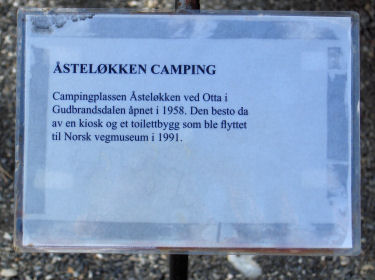 ÅSTELØKKEN CAMPING
Campingplassen Åsteløkken ved Otta i
Gudbrandsdalen åpnet i 1958. Den besto da
av en kiosk og et toilettbygg som ble flyttet
til Norsk vegmuseum i 1991.